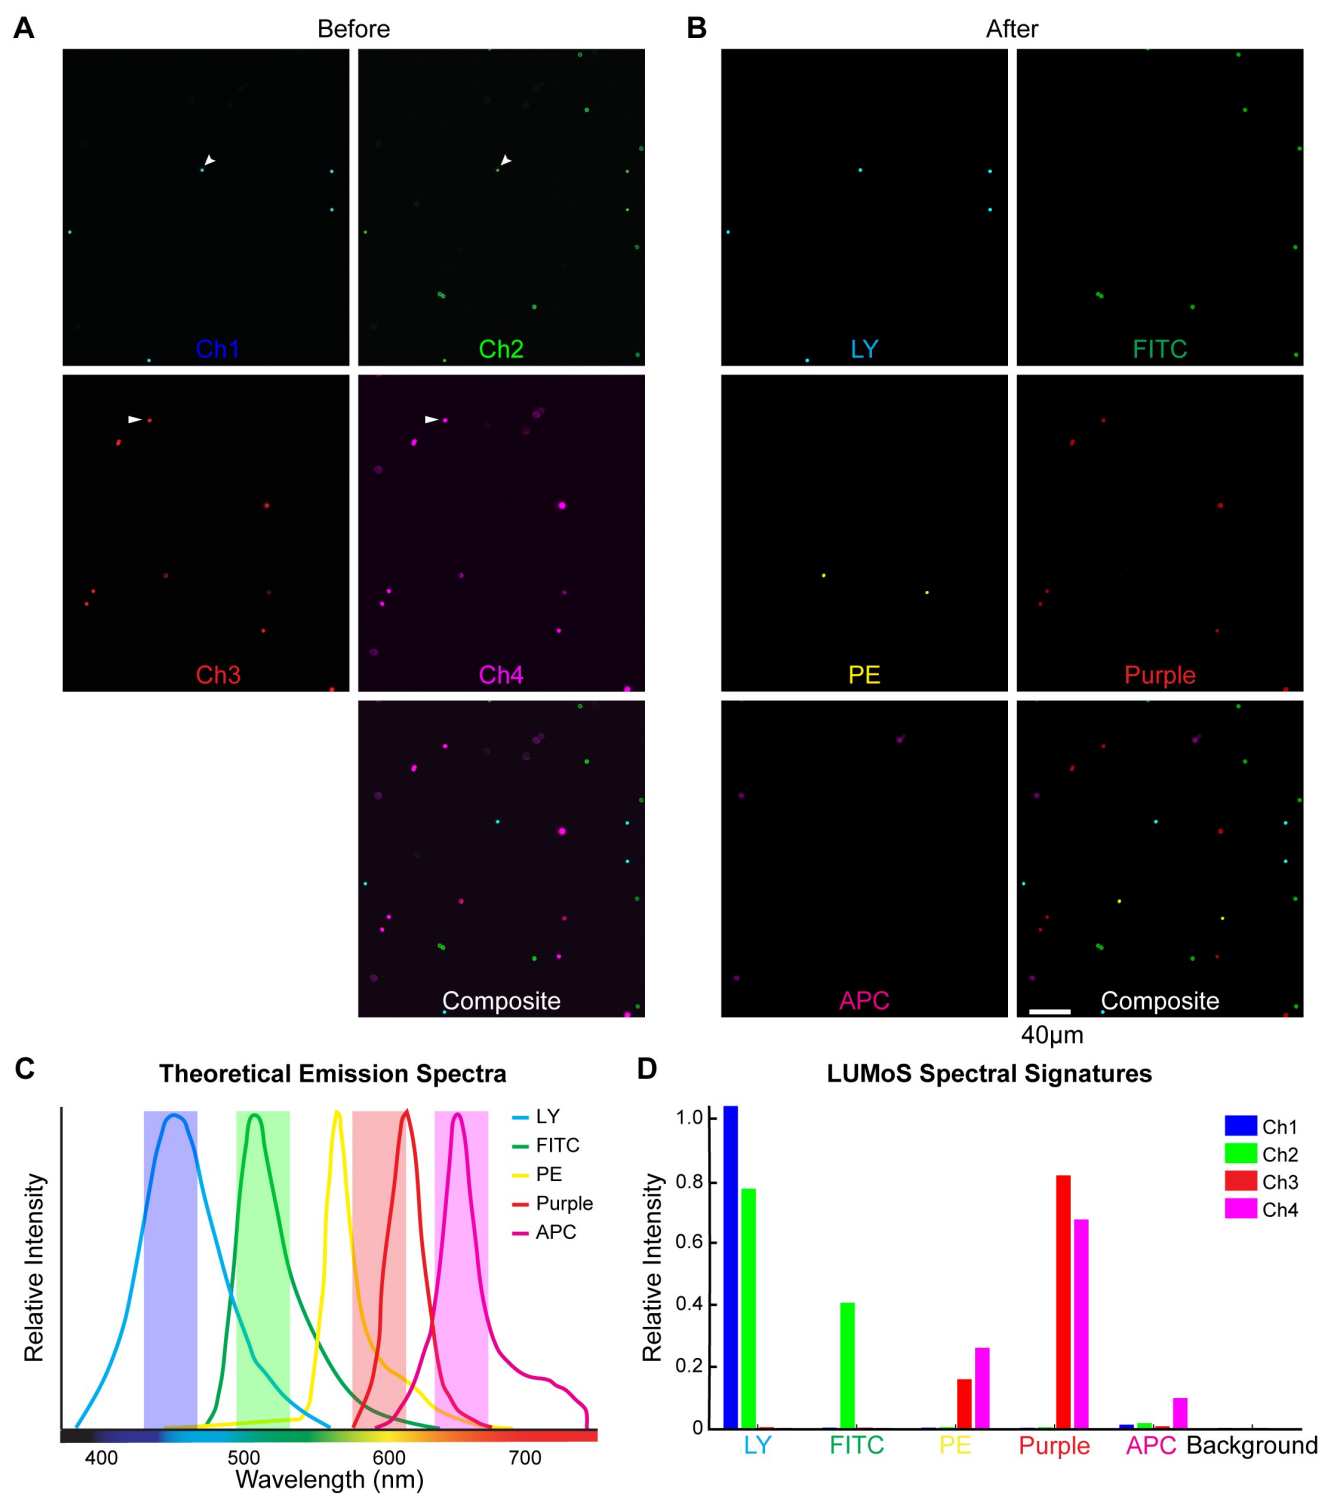 A
Before
B
After
Ch1
Ch2
LY
FITC
Ch3
Ch4
PE
Purple
Composite
APC
Composite
40µm
C
Theoretical Emission Spectra
LY
FITC
PE
Purple
APC
Relative Intensity
400
500
600
700
Wavelength (nm)
D
LUMoS Spectral Signatures
1.0
0.8
0.6
0.4
0.2
0
Relative Intensity
Ch1
Ch2
Ch3
Ch4
LY
FITC
PE
Purple
APC
Background